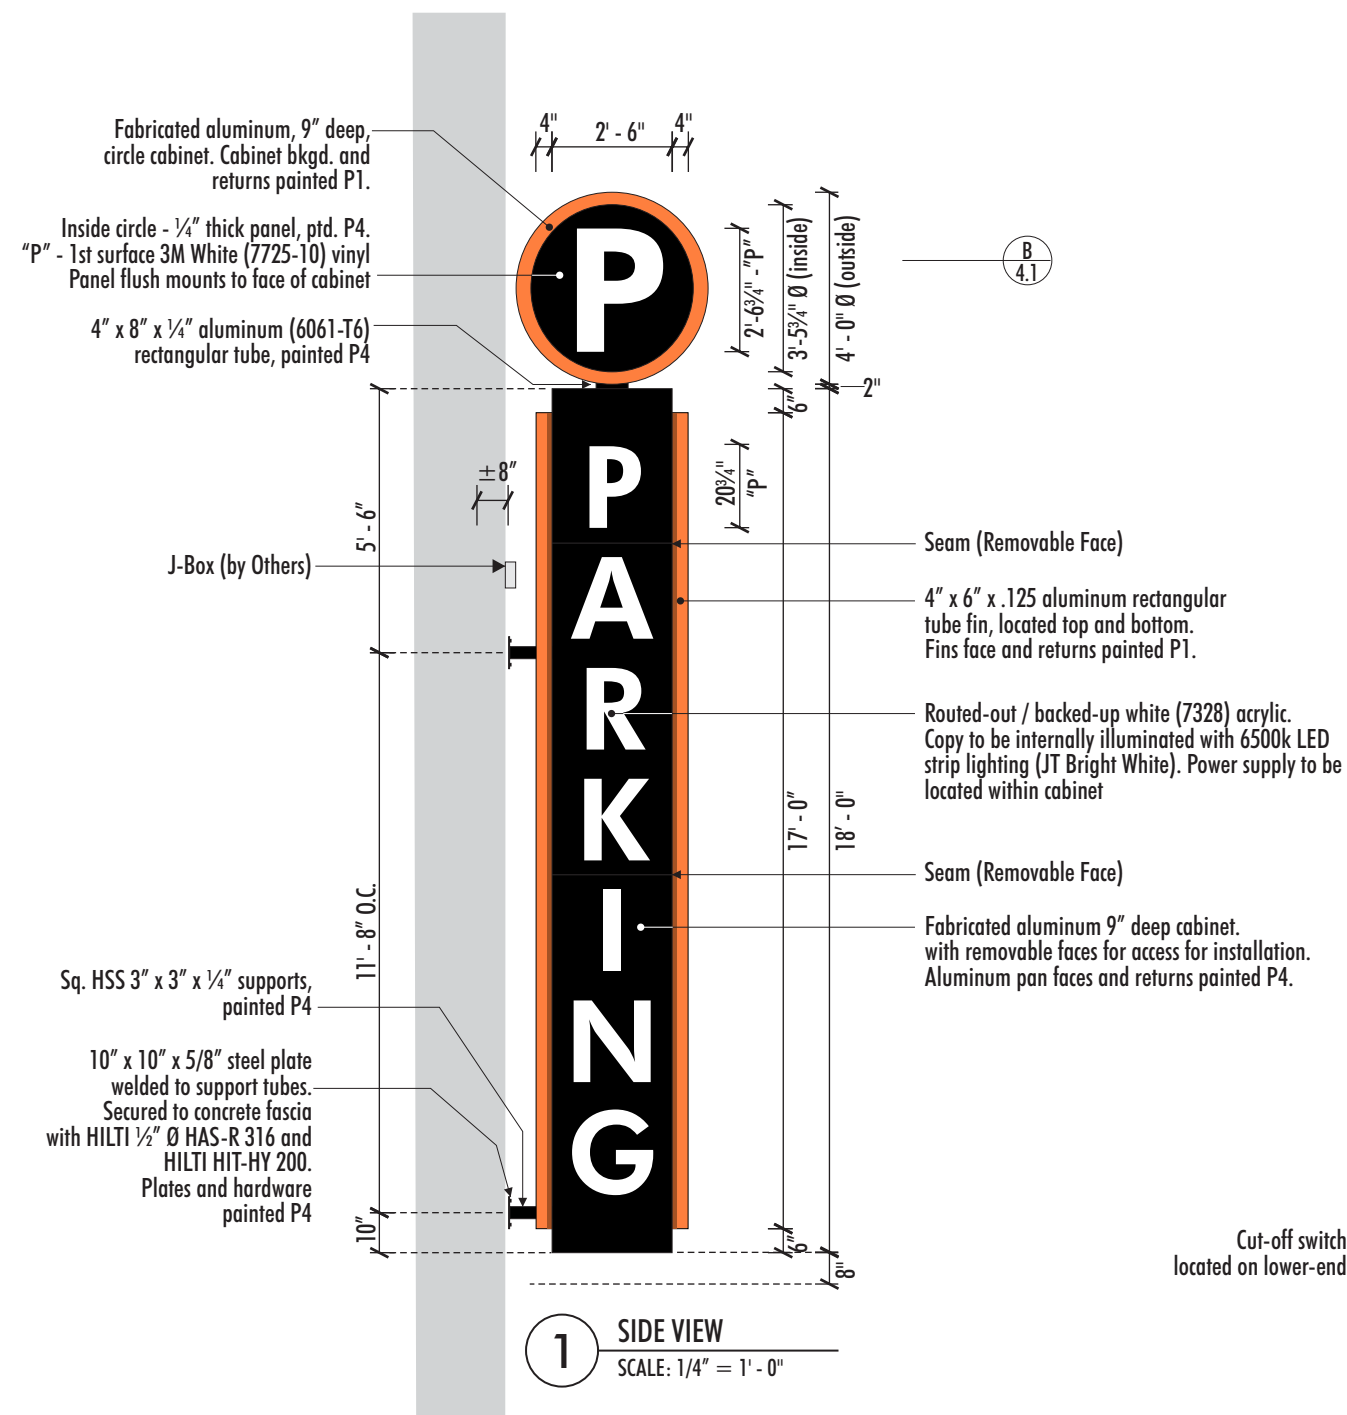 4"
2' - 6"
4"
Fabricated aluminum, 9” deep,
circle cabinet. Cabinet bkgd. and
returns painted P1.
Inside circle - ¼” thick panel, ptd. P4.
“P” - 1st surface 3M White (7725-10) vinyl
Panel flush mounts to face of cabinet
4” x 8” x ¼” aluminum (6061-T6)
rectangular tube, painted P4
P
2'-6¾" - "P"
3'-5¾" Ø (inside)
4' - 0" Ø (outside)
B
4.1
2"
6"
5' - 6”
±8”
20¾"
"P"
J-Box (by Others)
P
A
R
K
I
N
G
Seam (Removable Face)
4” x 6” x .125 aluminum rectangular
tube fin, located top and bottom.
Fins face and returns painted P1.
Routed-out / backed-up white (7328) acrylic.
Copy to be internally illuminated with 6500k LED
strip lighting (JT Bright White). Power supply to be
located within cabinet
17' - 0”
18’ - 0"
Seam (Removable Face)
Fabricated aluminum 9” deep cabinet.
with removable faces for access for installation.
Aluminum pan faces and returns painted P4.
11' - 8” O.C.
Sq. HSS 3” x 3” x ¼” supports,
painted P4
10” x 10” x 5/8” steel plate
welded to support tubes.
Secured to concrete fascia
with HILTI ½” Ø HAS-R 316 and
HILTI HIT-HY 200.
Plates and hardware
painted P4
10”
6"
8"
Cut-off switch
located on lower-end
1
SIDE VIEW
SCALE: 1/4” = 1' - 0"